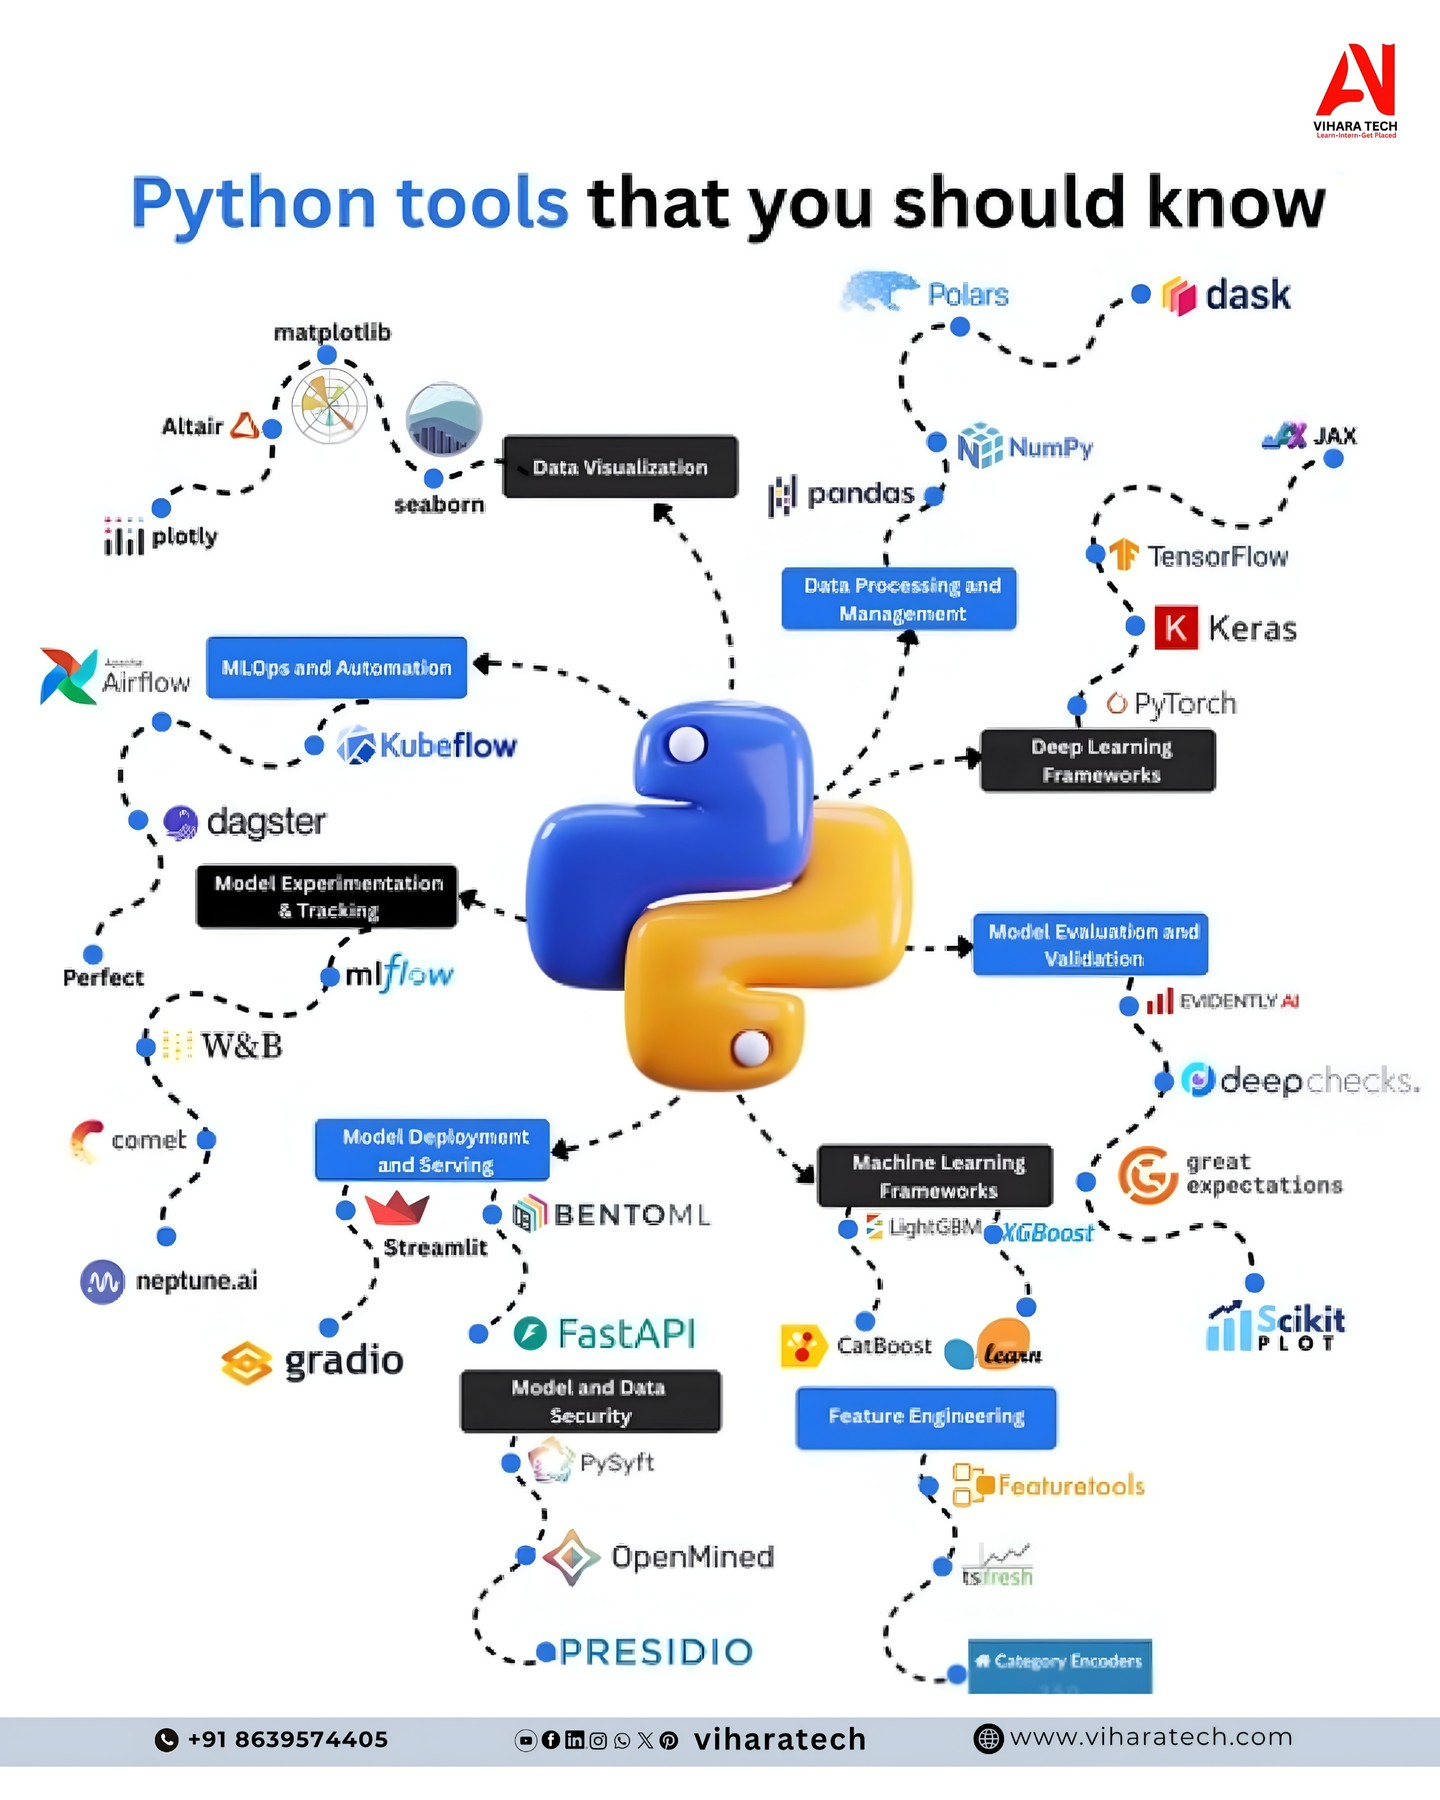 VIHARA TECH
Learn-Intern-Get Placed
Python tools that you should know
matplotlib
Altair
seaborn
plotly
Data Visualization
Polars
dask
NumPy
pandas
Data Processing and
Management
JAX
TensorFlow
Keras
PyTorch
Deep Learning
Frameworks
MLOps and Automation
Apache
Airflow
Kubeflow
dagster
Perfect
Model Experimentation
& Tracking
mlflow
W&B
comet
neptune.ai
Model Evaluation and
Validation
EVIDENTLY AI
deepchecks.
great
expectations
Scikit
PLOT
Model Deployment
and Serving
Streamlit
BENTOML
gradio
FastAPI
Machine Learning
Frameworks
LightGBM
XGBoost
CatBoost
learn
Model and Data
Security
PySyft
OpenMined
PRESIDIO
Feature Engineering
Featuretools
tsfresh
Category Encoders
+91 8639574405
viharatech
www.viharatech.com